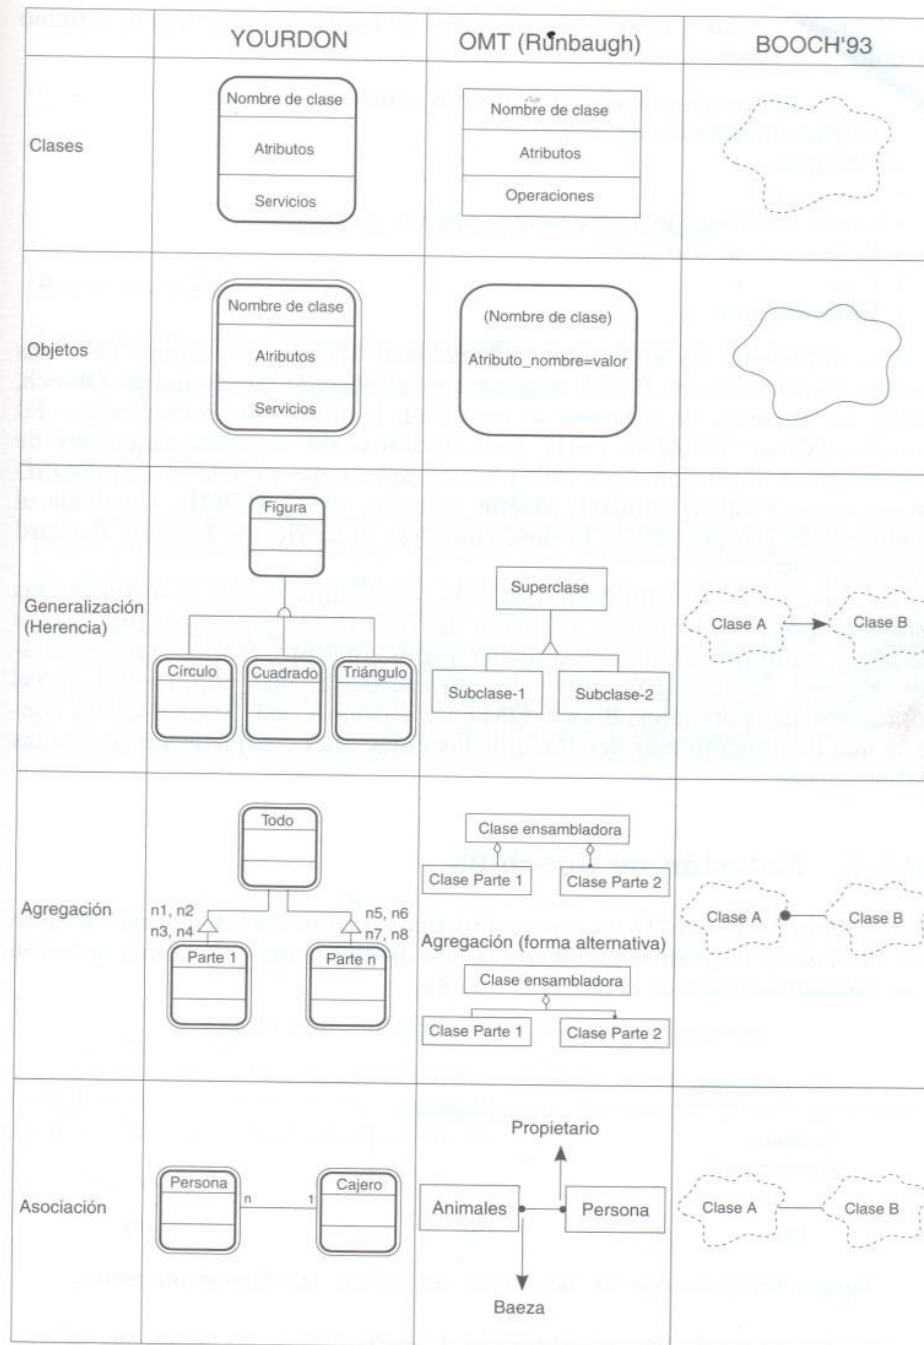 YOURDON
OMT (Runbaugh)
BOOCH'93
Clases
Nombre de clase
Atributos
Servicios
Nombre de clase
Atributos
Operaciones
Objetos
Nombre de clase
Atributos
Servicios
(Nombre de clase)
Atributo_nombre=valor
Generalización
(Herencia)
Figura
Círculo
Cuadrado
Triángulo
Superclase
Subclase-1
Subclase-2
Clase A
Clase B
Agregación
Todo
n1, n2
n3, n4
n5, n6
n7, n8
Parte 1
Parte n
Clase ensambladora
Clase Parte 1
Clase Parte 2
Agregación (forma alternativa)
Clase ensambladora
Clase Parte 1
Clase Parte 2
Clase A
Clase B
Asociación
Persona
n
1
Cajero
Propietario
Animales
Persona
Baeza
Clase A
Clase B